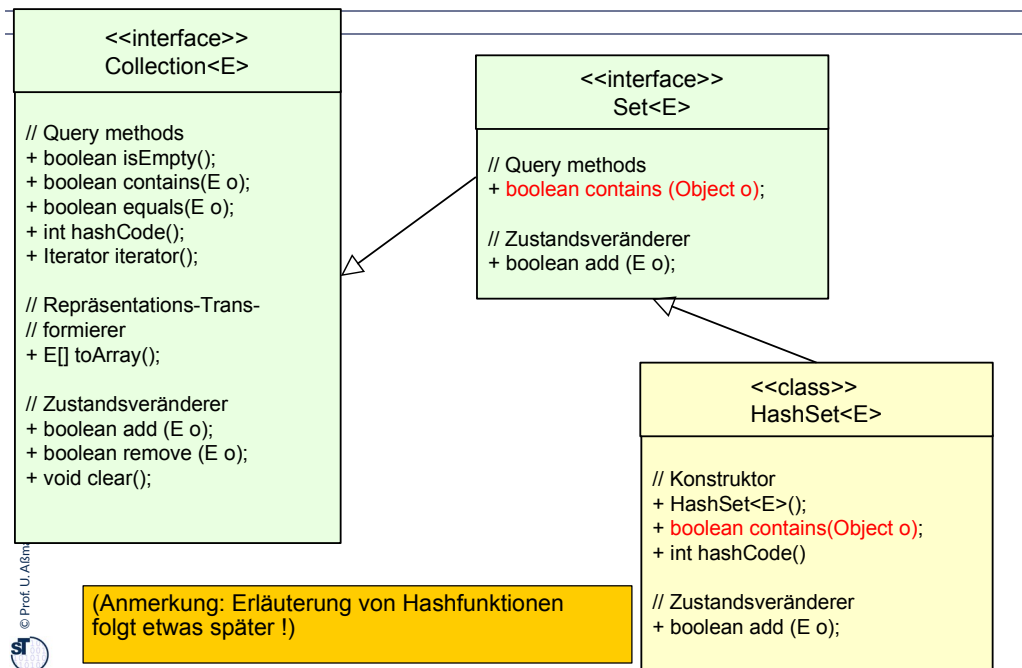 <<interface>>
Collection<E>
// Query methods
+ boolean isEmpty();
+ boolean contains(E o);
+ boolean equals(E o);
+ int hashCode();
+ Iterator iterator();
// Repräsentations-Trans-
// formierer
+ E[] toArray();
// Zustandsveränderer
+ boolean add (E o);
+ boolean remove (E o);
+ void clear();
<<interface>>
Set<E>
// Query methods
+ boolean contains (Object o);
// Zustandsveränderer
+ boolean add (E o);
<<class>>
HashSet<E>
// Konstruktor
+ HashSet<E>();
+ boolean contains(Object o);
+ int hashCode()
// Zustandsveränderer
+ boolean add (E o);
(Anmerkung: Erläuterung von Hashfunktionen
folgt etwas später !)
© Prof. U. Aßm
ST